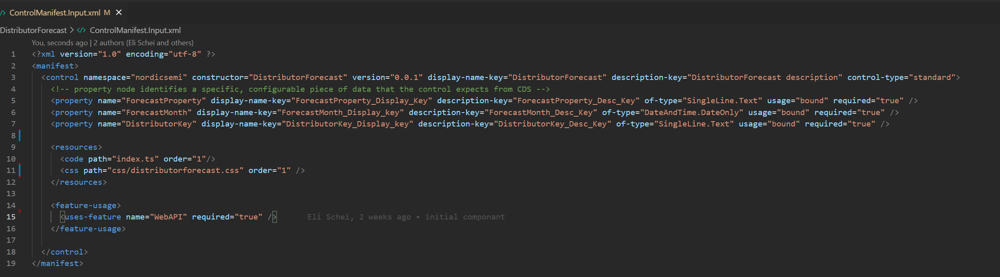 ControlManifest.Input.xml M
DistributorForecast > ControlManifest.Input.xml
You, seconds ago | 2 authors (Eli Schei and others)
1 <?xml version="1.0" encoding="utf-8" ?>
2 <manifest>
3 <control namespace="nordicsemi" constructor="DistributorForecast" version="0.0.1" display-name-key="DistributorForecast" description-key="DistributorForecast description" control-type="standard">
4 <!-- property node identifies a specific, configurable piece of data that the control expects from CDS -->
5 <property name="ForecastProperty" display-name-key="ForecastProperty_Display_Key" description-key="ForecastProperty_Desc_Key" of-type="SingleLine.Text" usage="bound" required="true" />
6 <property name="ForecastMonth" display-name-key="ForecastMonth_Display_key" description-key="ForecastMonth_Desc_Key" of-type="DateAndTime.DateOnly" usage="bound" required="true" />
7 <property name="DistributorKey" display-name-key="DistributorKey_Display_key" description-key="DistributorKey_Desc_Key" of-type="SingleLine.Text" usage="bound" required="true" />
8
9 <resources>
10 <code path="index.ts" order="1"/>
11 <css path="css/distributorforecast.css" order="1" />
12 </resources>
13
14 <feature-usage>
15 <uses-feature name="WebAPI" required="true" /> Eli Schei, 2 weeks ago • initial componant
16 </feature-usage>
17
18 </control>
19 </manifest>